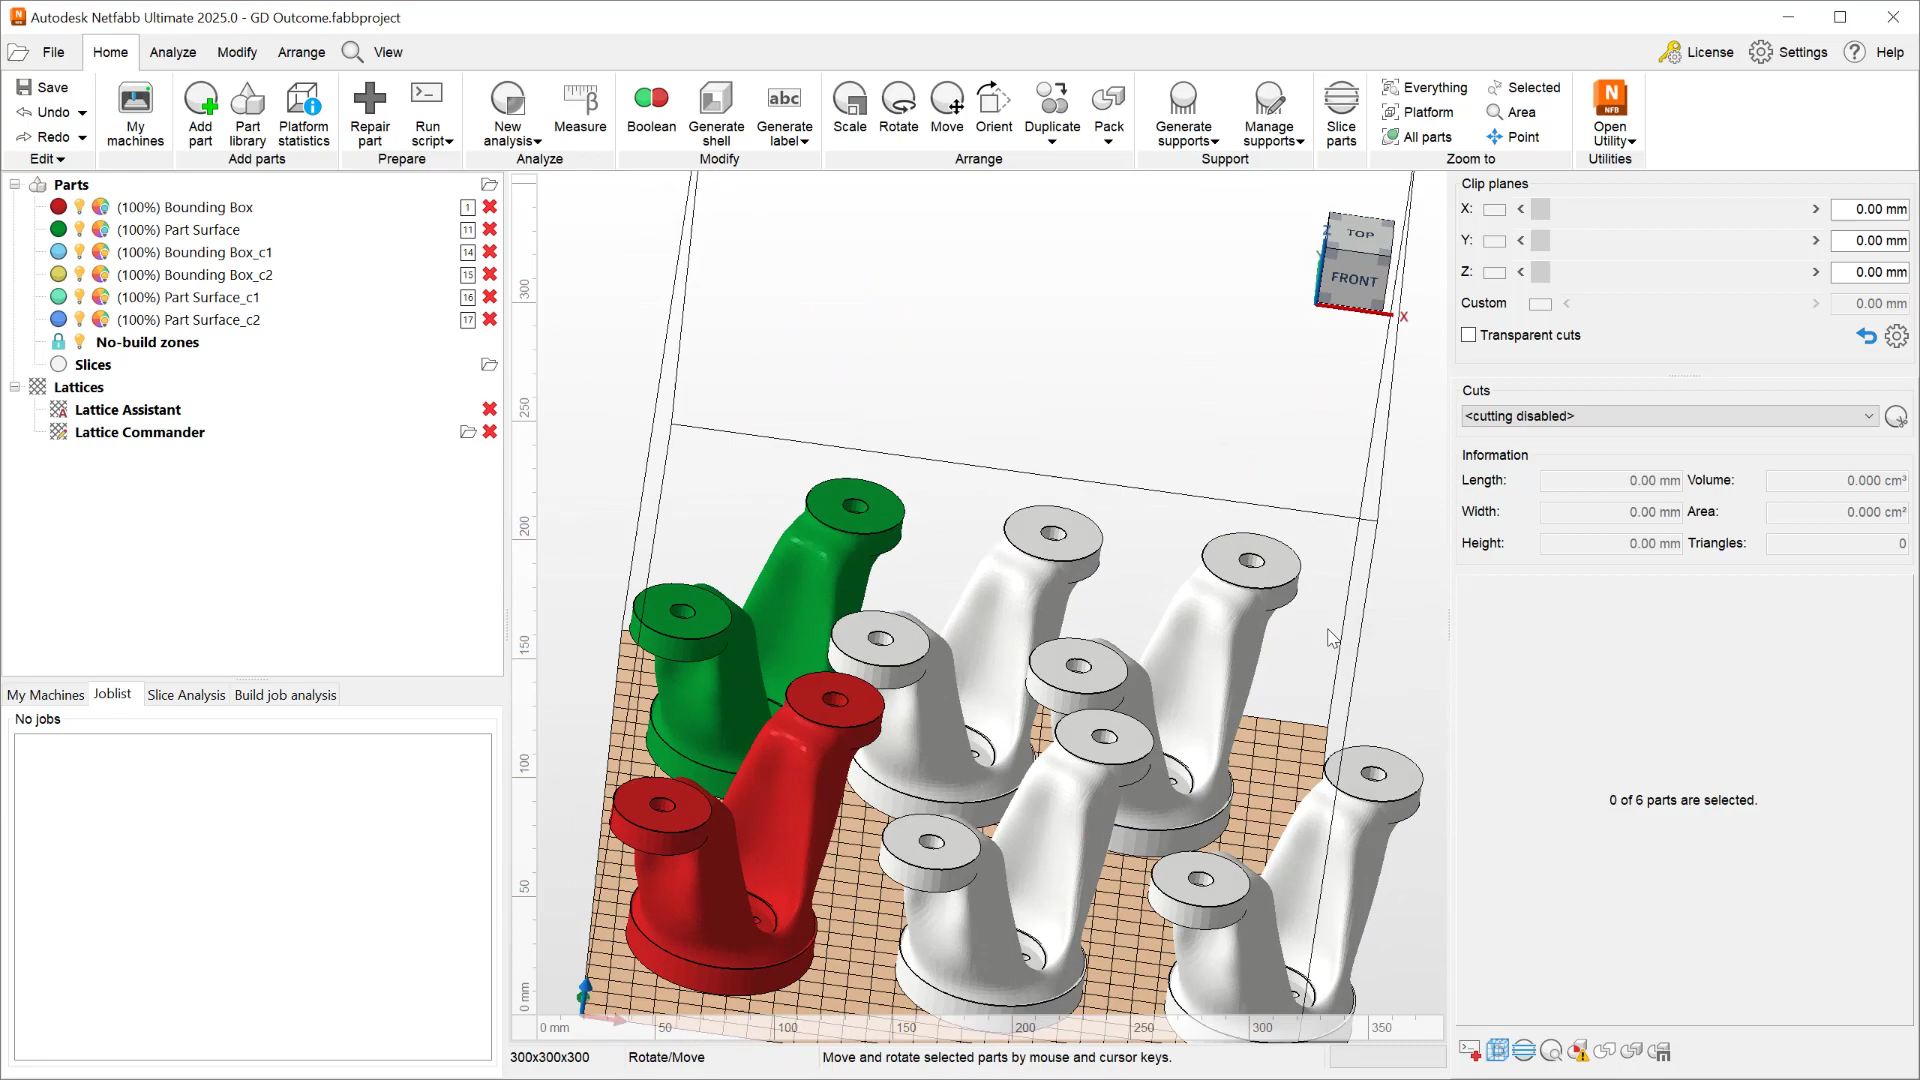 Autodesk Netfabb Ultimate 2025.0 - GD Outcome.fabbproject
File Home Analyze Modify Arrange View License Settings Help
Save
Undo
Redo
Edit
My machines
Add part
Part library
Platform statistics
Add parts
Repair part
Run script
Prepare
New analysis
Measure
Analyze
Boolean
Generate shell
abc
Generate label
Modify
Scale
Rotate
Move
Orient
Duplicate
Pack
Arrange
Generate supports
Manage supports
Support
Slice parts
Everything Selected
Platform Area
All parts Point
Zoom to
N
NFB
Open Utility
Utilities
Parts
(100%) Bounding Box 1
(100%) Part Surface 11
(100%) Bounding Box_c1 14
(100%) Bounding Box_c2 15
(100%) Part Surface_c1 16
(100%) Part Surface_c2 17
No-build zones
Slices
Lattices
Lattice Assistant
Lattice Commander
My Machines Joblist Slice Analysis Build job analysis
No jobs
300
250
200
150
100
50
0 mm
0 mm 50 100 150 200 250 300 350
TOP
FRONT
Z
X
300x300x300 Rotate/Move Move and rotate selected parts by mouse and cursor keys.
Clip planes
X: < > 0.00 mm
Y: < > 0.00 mm
Z: < > 0.00 mm
Custom < > 0.00 mm
Transparent cuts
Cuts
<cutting disabled>
Information
Length: 0.00 mm Volume: 0.000 cm³
Width: 0.00 mm Area: 0.000 cm²
Height: 0.00 mm Triangles: 0
0 of 6 parts are selected.